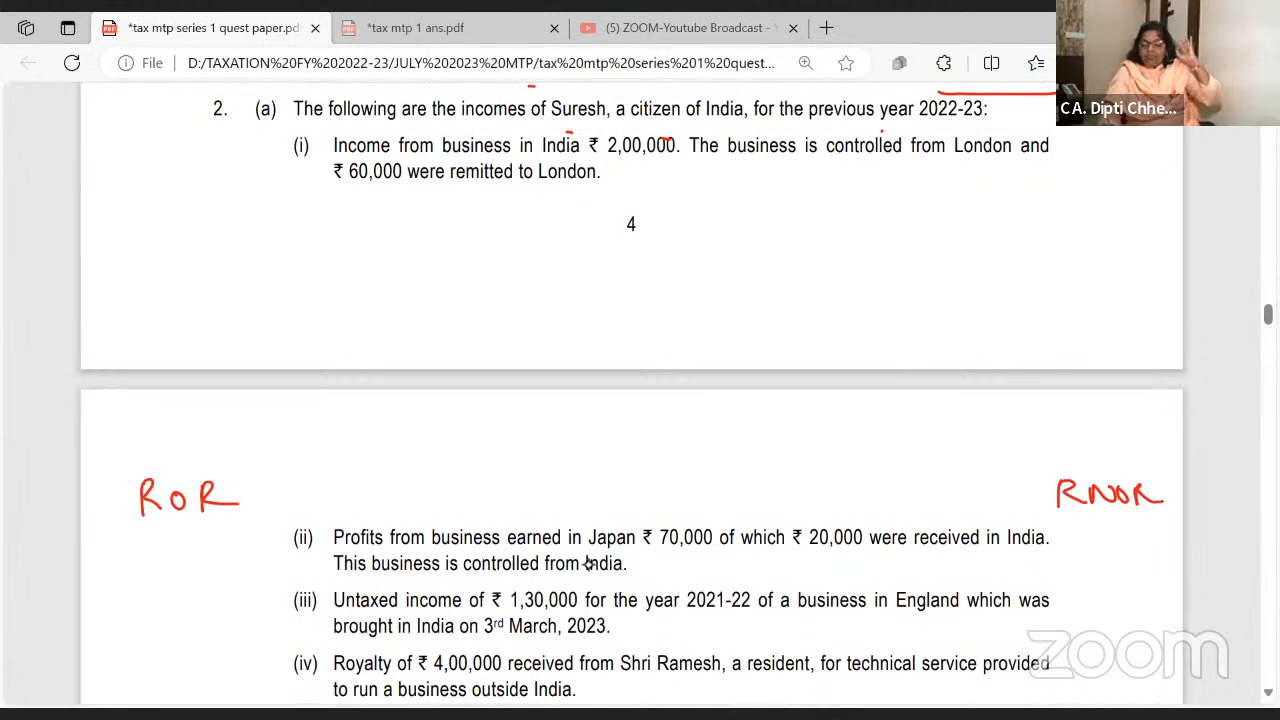 *tax mtp series 1 quest paper.pdf
*tax mtp 1 ans.pdf
(5) ZOOM-Youtube Broadcast -
File
D:/TAXATION%20FY%202022-23/JULY%202023%20MTP/tax%20mtp%20series%201%20quest...
C A. Dipti Chhe...
2. (a) The following are the incomes of Suresh, a citizen of India, for the previous year 2022-23:
(i) Income from business in India ₹ 2,00,000. The business is controlled from London and
₹ 60,000 were remitted to London.
4
ROR
RNOR
(ii) Profits from business earned in Japan ₹ 70,000 of which ₹ 20,000 were received in India.
This business is controlled from India.
(iii) Untaxed income of ₹ 1,30,000 for the year 2021-22 of a business in England which was
brought in India on 3rd March, 2023.
(iv) Royalty of ₹ 4,00,000 received from Shri Ramesh, a resident, for technical service provided
to run a business outside India.
zoom